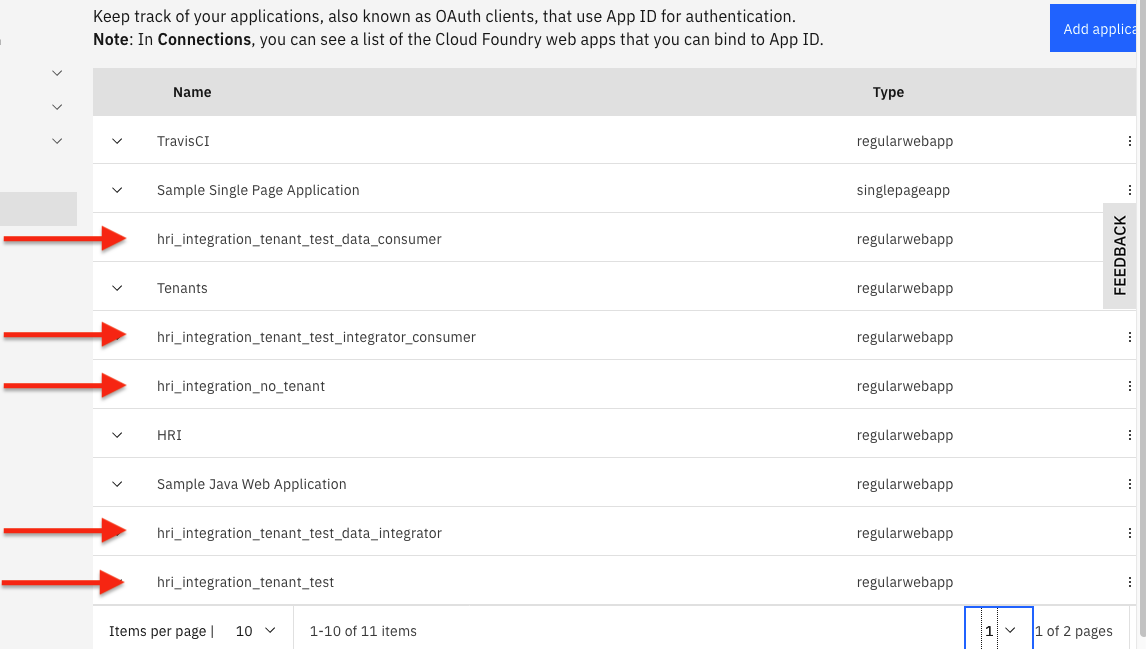 Keep track of your applications, also known as OAuth clients, that use App ID for authentication.
Note: In Connections, you can see a list of the Cloud Foundry web apps that you can bind to App ID.
Add applica
Name Type
TravisCI regularwebapp
Sample Single Page Application singlepageapp
hri_integration_tenant_test_data_consumer regularwebapp
FEEDBACK
Tenants regularwebapp
hri_integration_tenant_test_integrator_consumer regularwebapp
hri_integration_no_tenant regularwebapp
HRI regularwebapp
Sample Java Web Application regularwebapp
hri_integration_tenant_test_data_integrator regularwebapp
hri_integration_tenant_test regularwebapp
Items per page | 10 1-10 of 11 items 1 1 of 2 pages